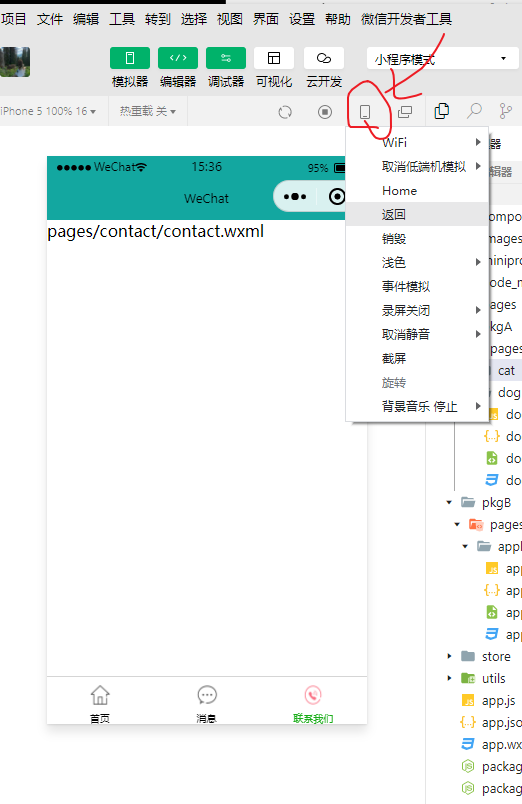 项目 文件 编辑 工具 转到 选择 视图 界面 设置 帮助 微信开发者工具
模拟器 编辑器 调试器 可视化 云开发
小程序模式
iPhone 5 100% 16
热重载 关
WeChat
15:36
95%
WeChat
pages/contact/contact.wxml
WiFi
取消低端机模拟
Home
返回
销毁
浅色
事件模拟
录屏关闭
取消静音
截屏
旋转
背景音乐 停止
首页
消息
联系我们
器
编辑器
ompo
mages
miniprc
ode_m
ages
kgA
pages
cat
dog
do
do
do
do
pkgB
pages
appl
app
app
app
app
store
utils
app.js
app.jso
app.wx
packag
packag